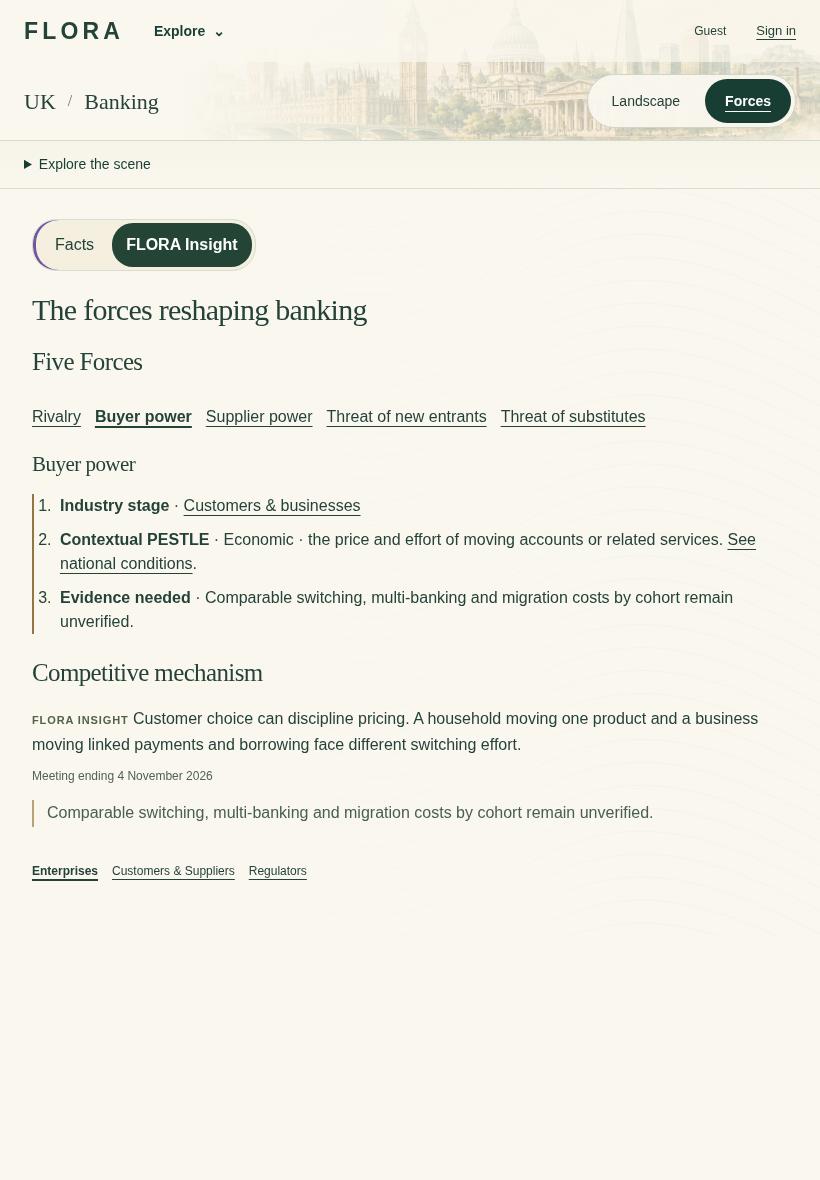 FLORA
Explore
Guest
Sign in
UK / Banking
Landscape
Forces
Explore the scene
Facts
FLORA Insight
The forces reshaping banking
Five Forces
Rivalry Buyer power Supplier power Threat of new entrants Threat of substitutes
Buyer power
1. Industry stage · Customers & businesses
2. Contextual PESTLE · Economic · the price and effort of moving accounts or related services. See
national conditions.
3. Evidence needed · Comparable switching, multi-banking and migration costs by cohort remain
unverified.
Competitive mechanism
FLORA INSIGHT Customer choice can discipline pricing. A household moving one product and a business
moving linked payments and borrowing face different switching effort.
Meeting ending 4 November 2026
Comparable switching, multi-banking and migration costs by cohort remain unverified.
Enterprises Customers & Suppliers Regulators